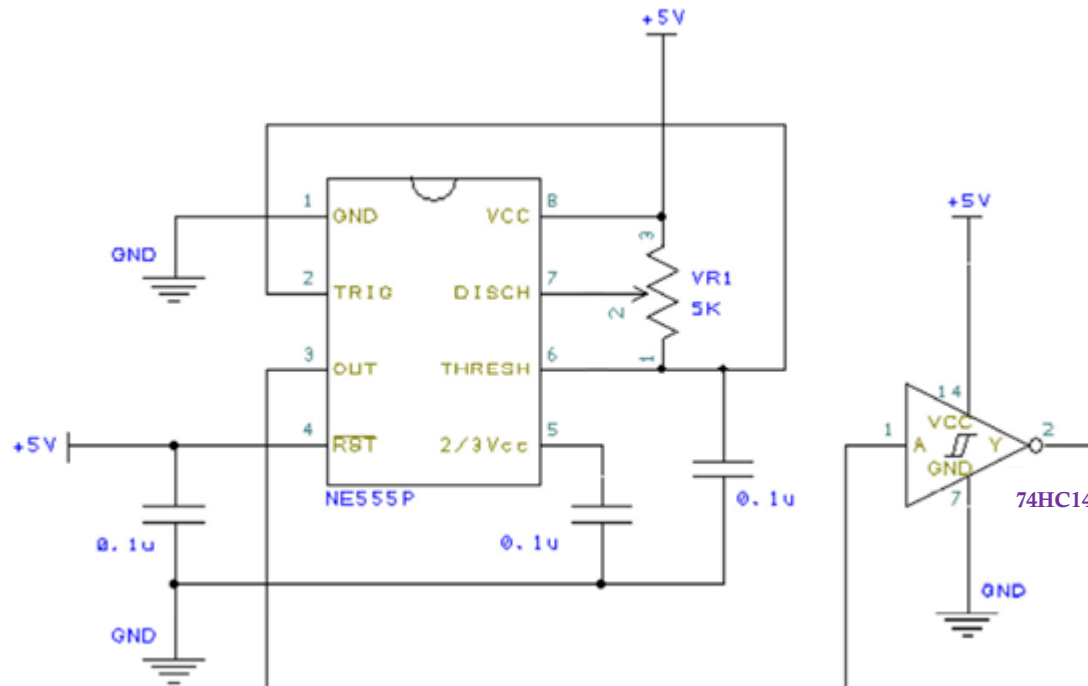 +5V
1
GND
VCC
8
GND
2
TRIG
DISCH
7
3
2
1
VR1
5K
3
OUT
THRESH
6
+5V
4
RST
2/3Vcc
5
NE555P
0.1u
0.1u
0.1u
GND
+5V
14
1
A
VCC
Y
2
GND
7
74HC14
GND